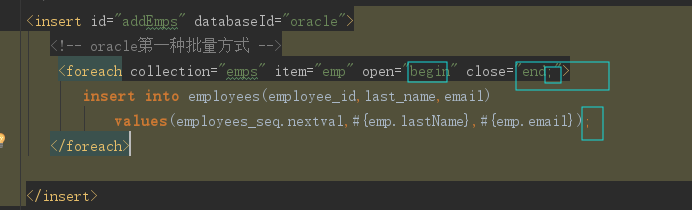 <insert id="addEmps" databaseId="oracle">
<!-- oracle第一种批量方式 -->
<foreach collection="emps" item="emp" open="begin" close="end;">
insert into employees(employee_id,last_name,email)
values(employees_seq.nextval,#{emp.lastName},#{emp.email});
</foreach>
</insert>